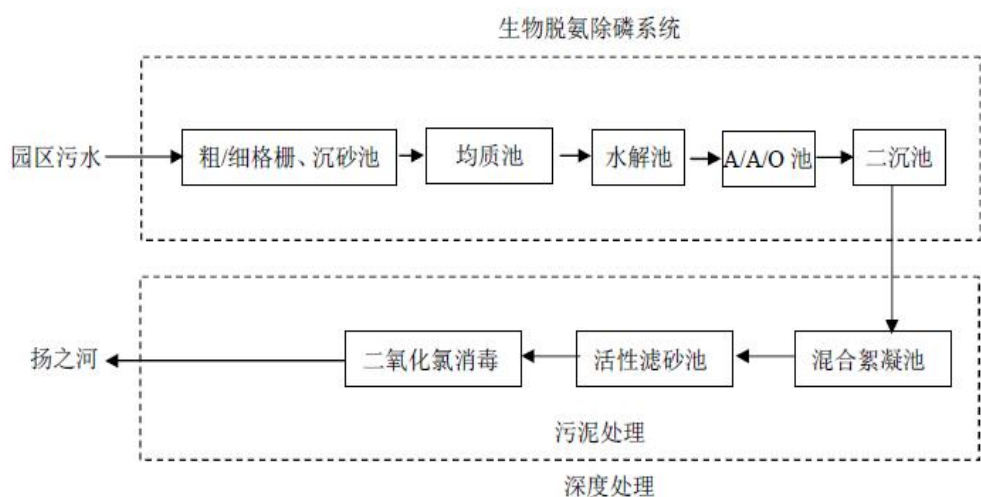 生物脱氨除磷系统
园区污水
粗/细格栅、沉砂池
均质池
水解池
A/A/O 池
二沉池
扬之河
二氧化氯消毒
活性滤砂池
混合絮凝池
污泥处理
深度处理